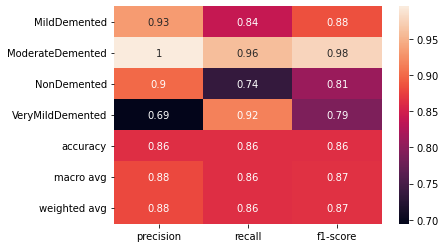 MildDemented 0.93 0.84 0.88
ModerateDemented 1 0.96 0.98
NonDemented 0.9 0.74 0.81
VeryMildDemented 0.69 0.92 0.79
accuracy 0.86 0.86 0.86
macro avg 0.88 0.86 0.87
weighted avg 0.88 0.86 0.87
precision recall f1-score
0.95
0.90
0.85
0.80
0.75
0.70